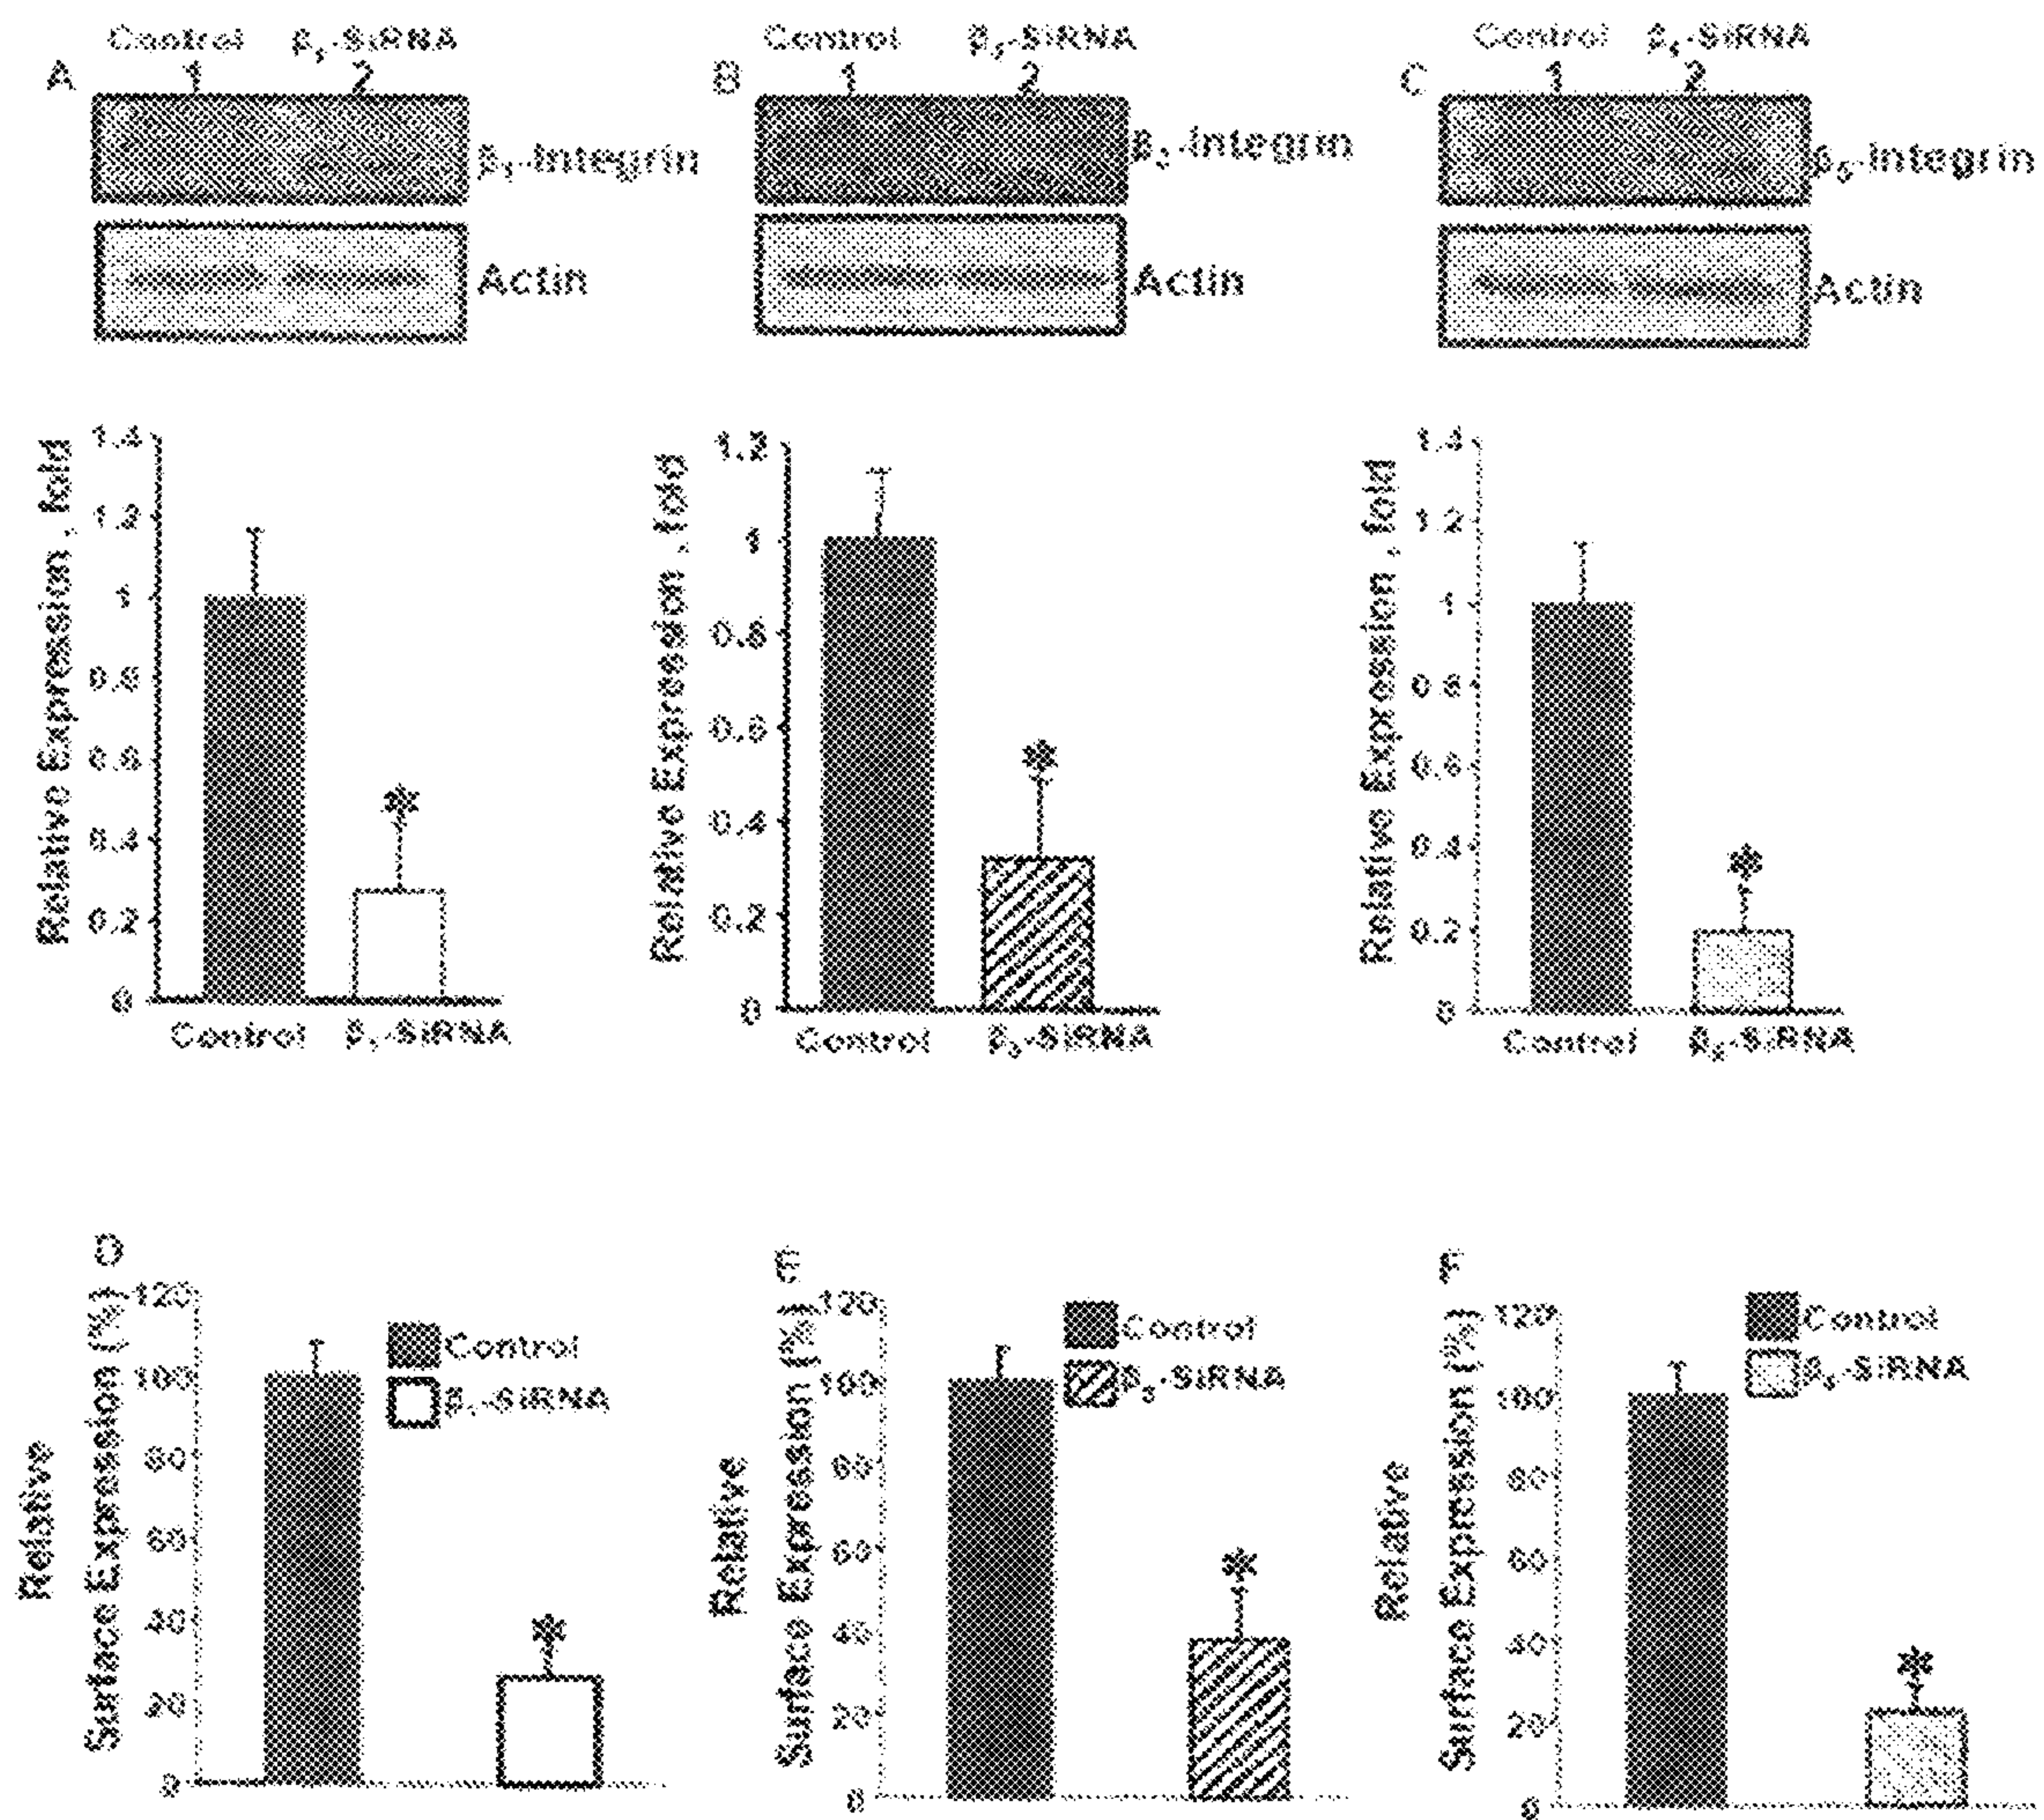 Control β₁-SiRNA
A 1 2
β₁-Integrin
Actin
Relative Expression, fold
1.4
1.2
1
0.8
0.6
0.4
0.2
0
*
Control β₁-SiRNA
Control β₃-SiRNA
B 1 2
β₃-Integrin
Actin
Relative Expression, fold
1.2
1
0.8
0.6
0.4
0.2
0
*
Control β₃-SiRNA
Control β₅-SiRNA
C 1 2
β₅-Integrin
Actin
Relative Expression, fold
1.4
1.2
1
0.8
0.6
0.4
0.2
0
*
Control β₅-SiRNA
D
Relative
Surface Expression (%)
120
100
80
60
40
20
0
Control
β₁-SiRNA
*
E
Relative
Surface Expression (%)
120
100
80
60
40
20
0
Control
β₃-SiRNA
*
F
Relative
Surface Expression (%)
120
100
80
60
40
20
0
Control
β₅-SiRNA
*